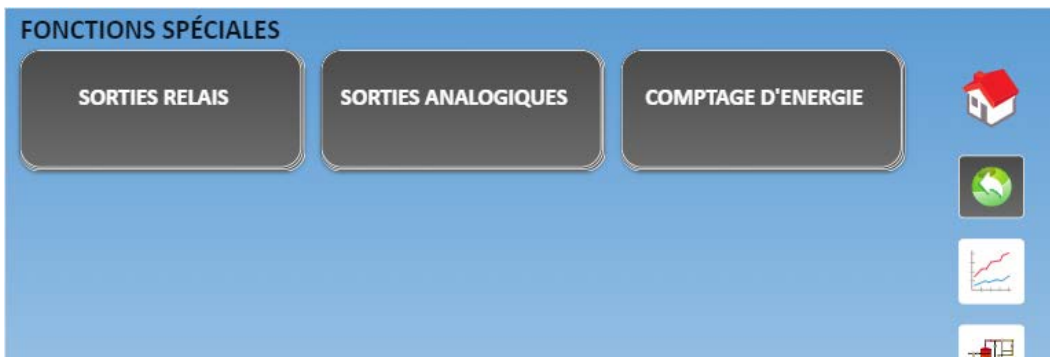 FONCTIONS SPÉCIALES
SORTIES RELAIS
SORTIES ANALOGIQUES
COMPTAGE D'ENERGIE